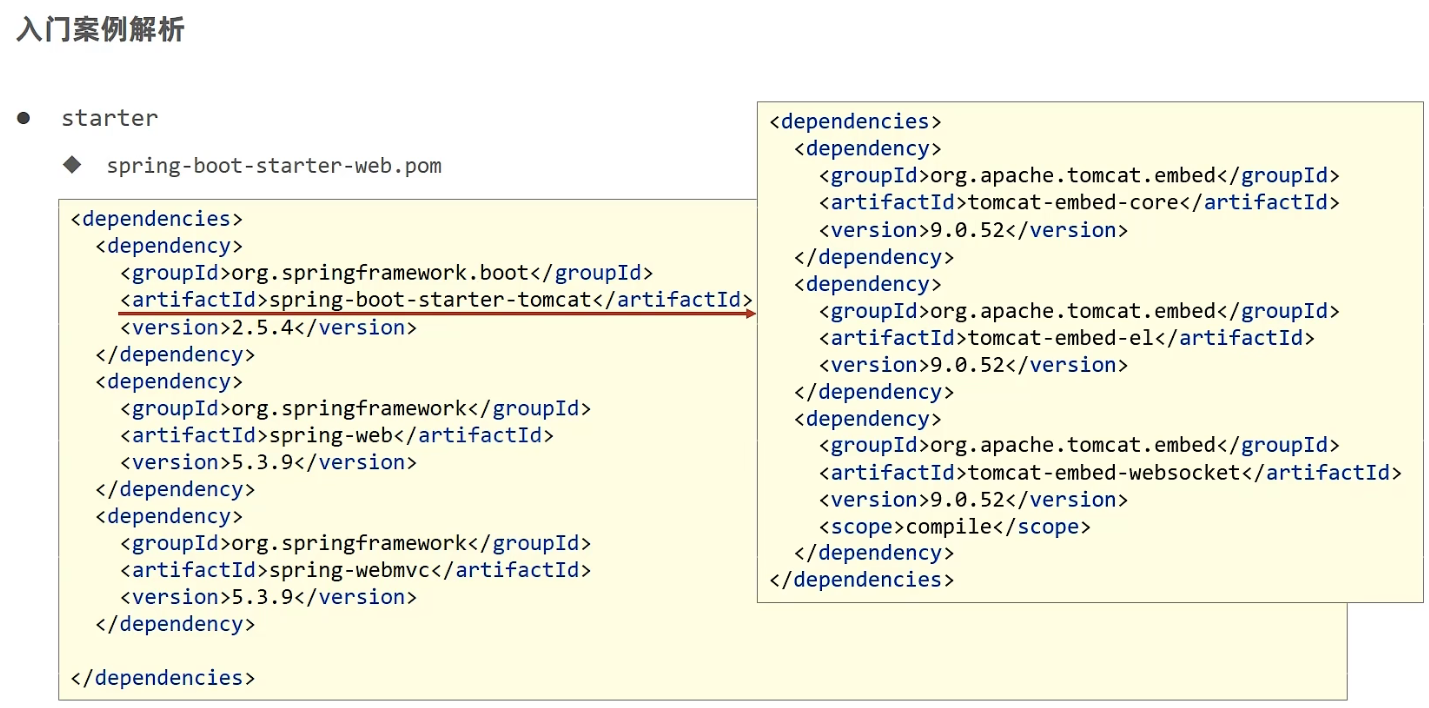 入门案例解析
● starter
◆ spring-boot-starter-web.pom
<dependencies>
<dependency>
<groupId>org.springframework.boot</groupId>
<artifactId>spring-boot-starter-tomcat</artifactId>
<version>2.5.4</version>
</dependency>
<dependency>
<groupId>org.springframework</groupId>
<artifactId>spring-web</artifactId>
<version>5.3.9</version>
</dependency>
<dependency>
<groupId>org.springframework</groupId>
<artifactId>spring-webmvc</artifactId>
<version>5.3.9</version>
</dependency>
</dependencies>
<dependencies>
<dependency>
<groupId>org.apache.tomcat.embed</groupId>
<artifactId>tomcat-embed-core</artifactId>
<version>9.0.52</version>
</dependency>
<dependency>
<groupId>org.apache.tomcat.embed</groupId>
<artifactId>tomcat-embed-el</artifactId>
<version>9.0.52</version>
</dependency>
<dependency>
<groupId>org.apache.tomcat.embed</groupId>
<artifactId>tomcat-embed-websocket</artifactId>
<version>9.0.52</version>
<scope>compile</scope>
</dependency>
</dependencies>